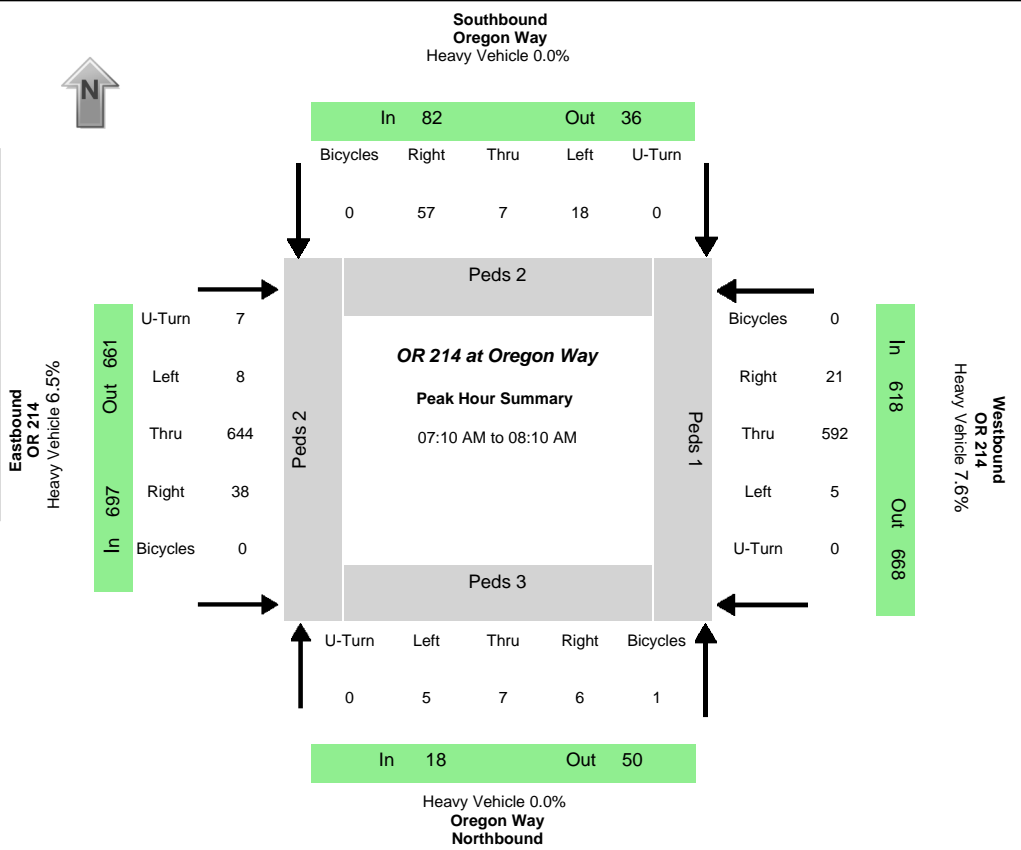 Southbound
Oregon Way
Heavy Vehicle 0.0%
N
In 82 Out 36
Bicycles Right Thru Left U-Turn
0 57 7 18 0
Peds 2
Eastbound
OR 214
Heavy Vehicle 6.5%
In 697 Out 661
U-Turn 7
Left 8
Thru 644
Right 38
Bicycles 0
Peds 2
OR 214 at Oregon Way
Peak Hour Summary
07:10 AM to 08:10 AM
Peds 1
Bicycles 0
Right 21
Thru 592
Left 5
U-Turn 0
In 618 Out 668
Westbound
OR 214
Heavy Vehicle 7.6%
Peds 3
U-Turn Left Thru Right Bicycles
0 5 7 6 1
In 18 Out 50
Heavy Vehicle 0.0%
Oregon Way
Northbound